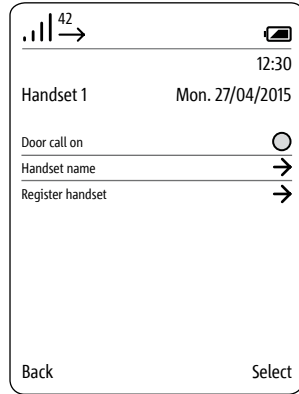 42
12:30
Handset 1 Mon. 27/04/2015
Door call on
Handset name
Register handset
Back Select